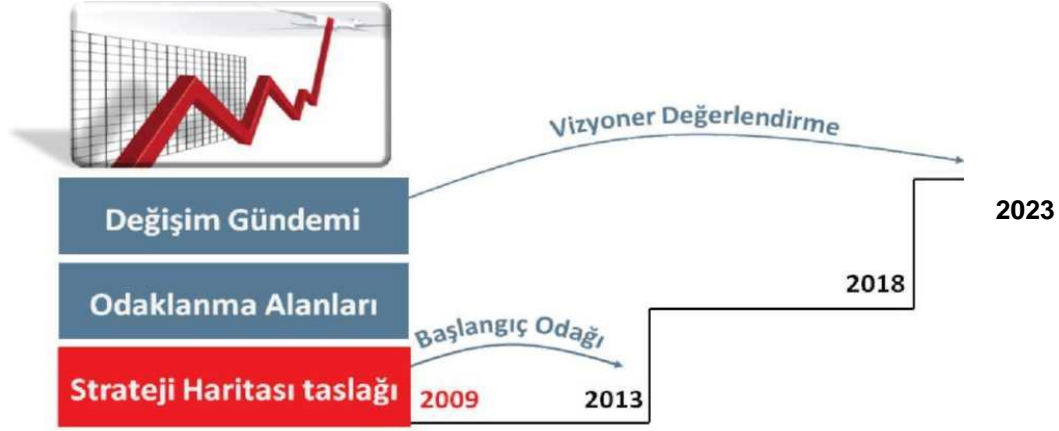 Vizyoner Değerlendirme
Değişim Gündemi
2023
Odaklanma Alanları
2018
Başlangıç Odağı
Strateji Haritası taslağı
2009
2013